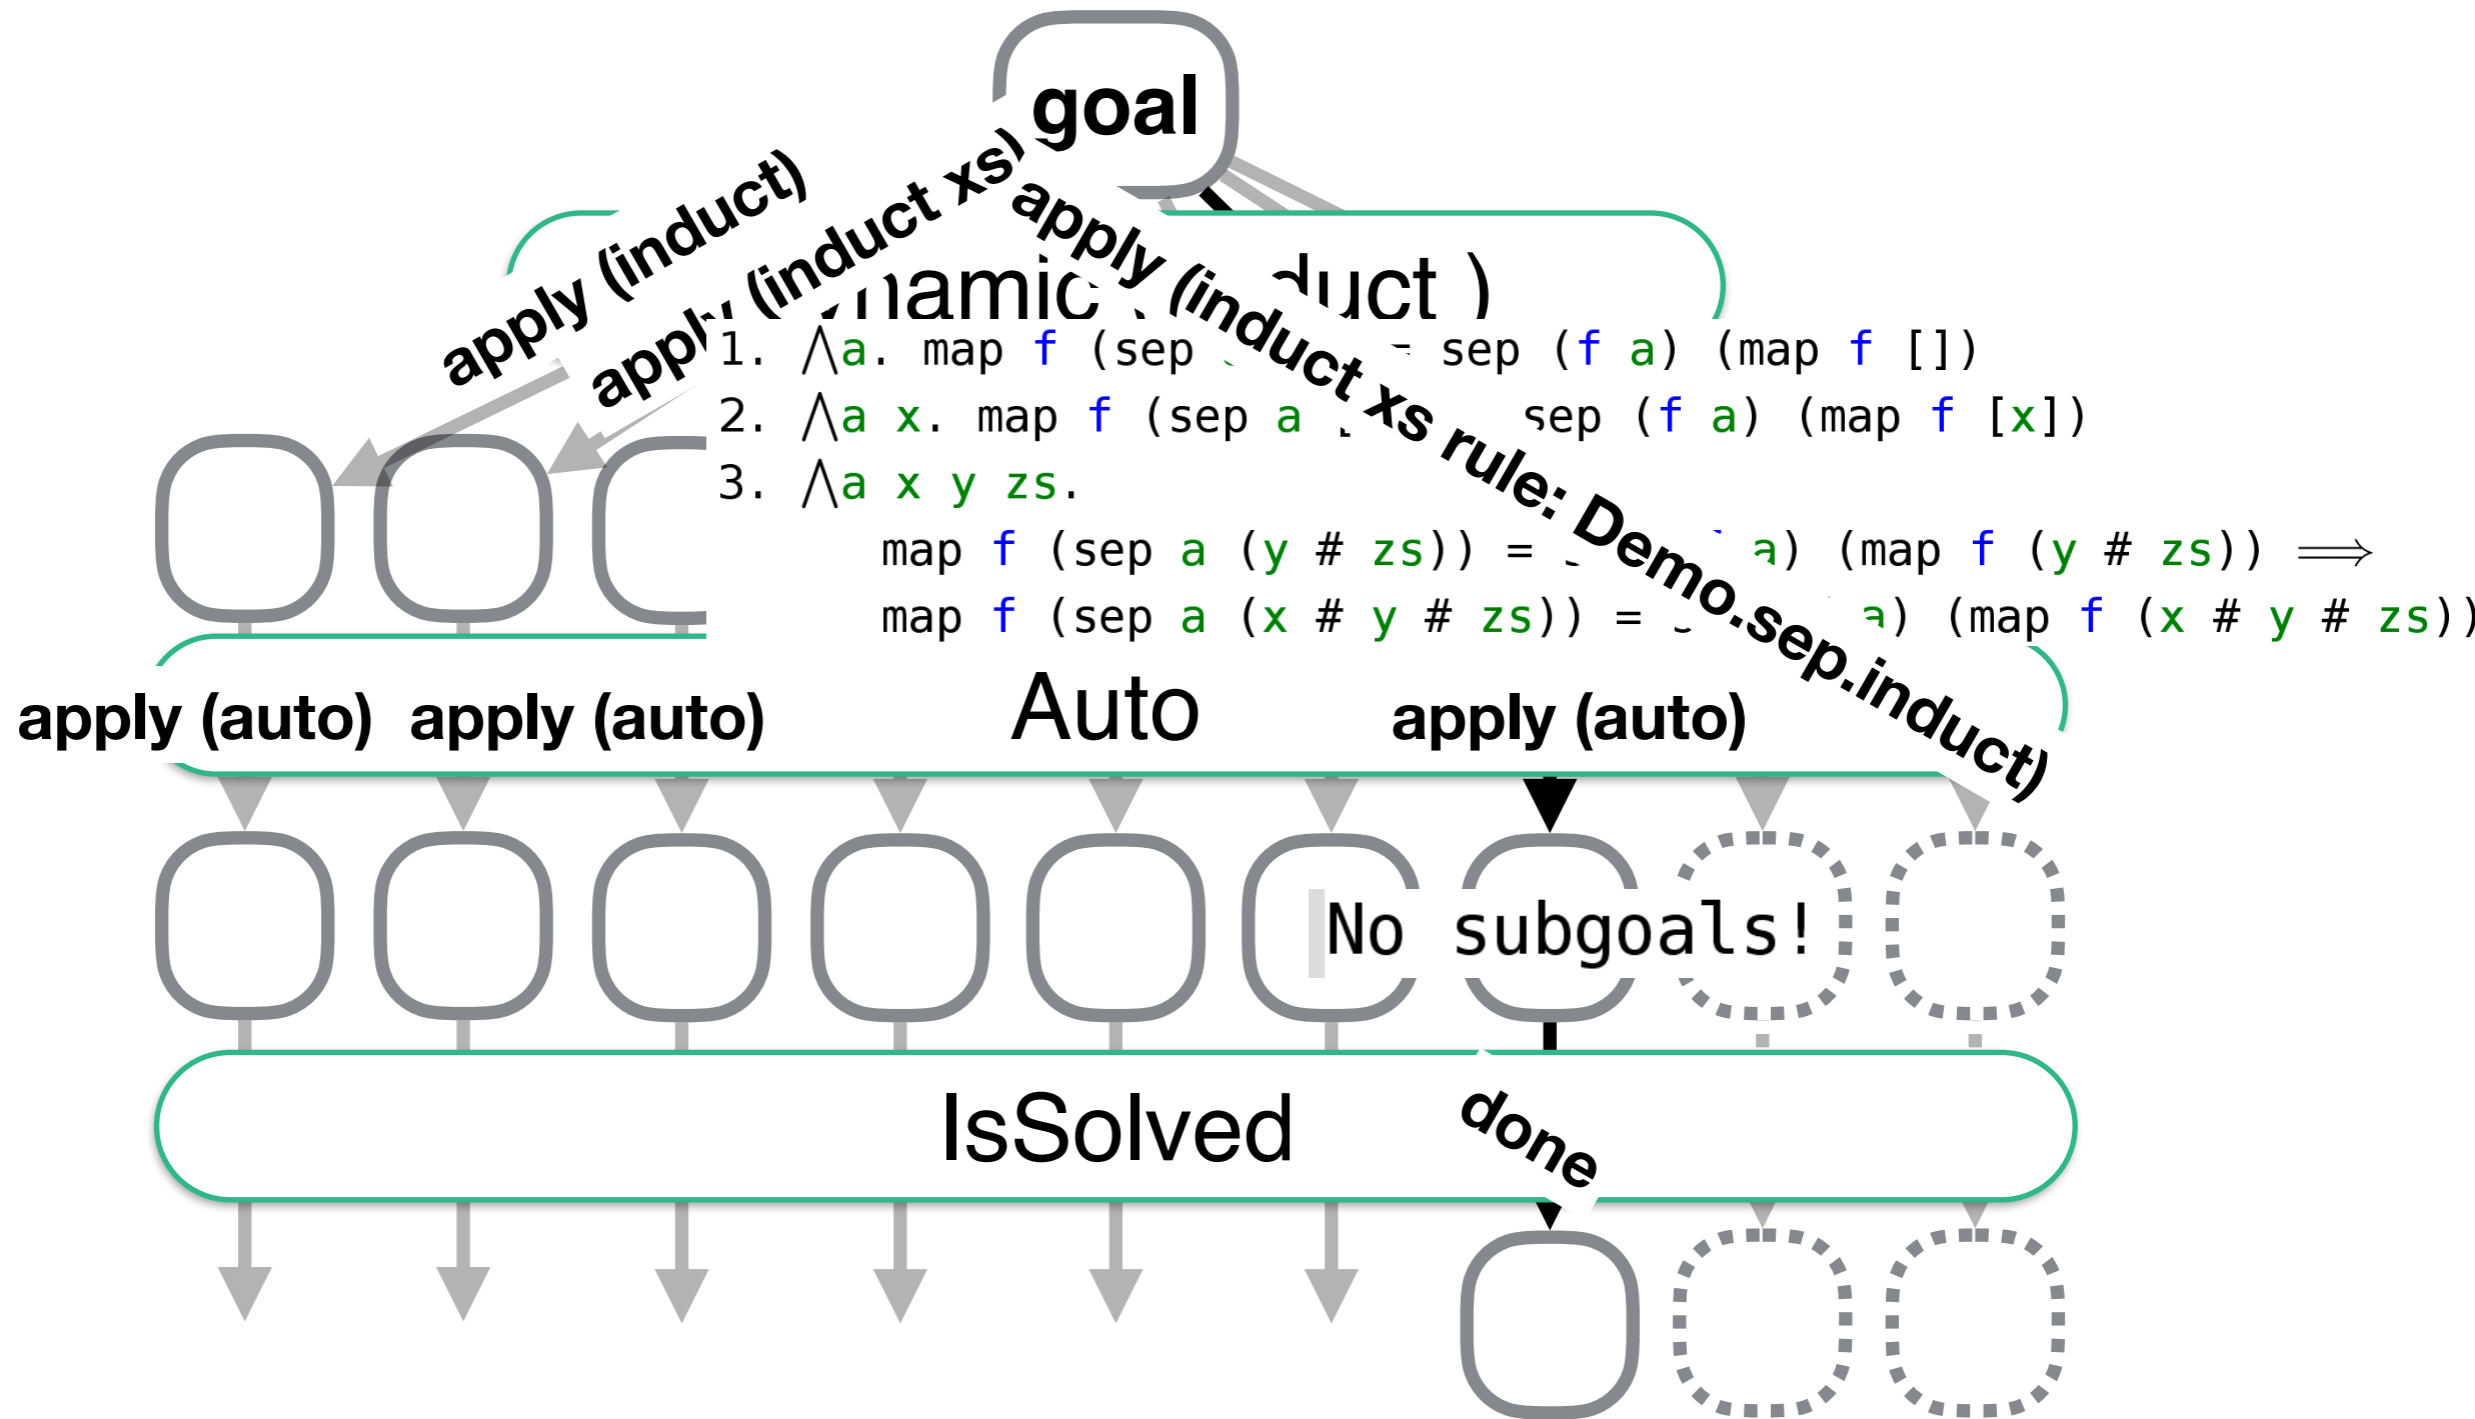 goal
apply (induct)
apply (induct xs)
apply (induct xs rule: Demo.sep.induct)
1. ⋀a. map f (sep = sep (f a) (map f [])
2. ⋀a x. map f (sep a sep (f a) (map f [x])
3. ⋀a x y zs.
map f (sep a (y # zs)) = a) (map f (y # zs)) ⟹
map f (sep a (x # y # zs)) = a) (map f (x # y # zs))
apply (auto) apply (auto) Auto apply (auto)
No subgoals!
IsSolved
done